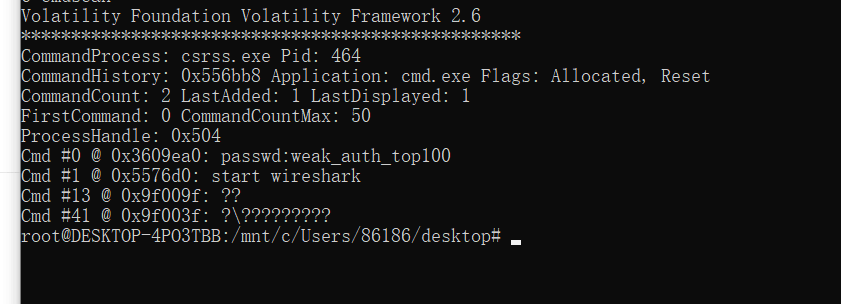 Volatility Foundation Volatility Framework 2.6
**************************************************
CommandProcess: csrss.exe Pid: 464
CommandHistory: 0x556bb8 Application: cmd.exe Flags: Allocated, Reset
CommandCount: 2 LastAdded: 1 LastDisplayed: 1
FirstCommand: 0 CommandCountMax: 50
ProcessHandle: 0x504
Cmd #0 @ 0x3609ea0: passwd:weak_auth_top100
Cmd #1 @ 0x5576d0: start wireshark
Cmd #13 @ 0x9f009f: ??
Cmd #41 @ 0x9f003f: ?\?????????
root@DESKTOP-4PO3TBB:/mnt/c/Users/86186/desktop#